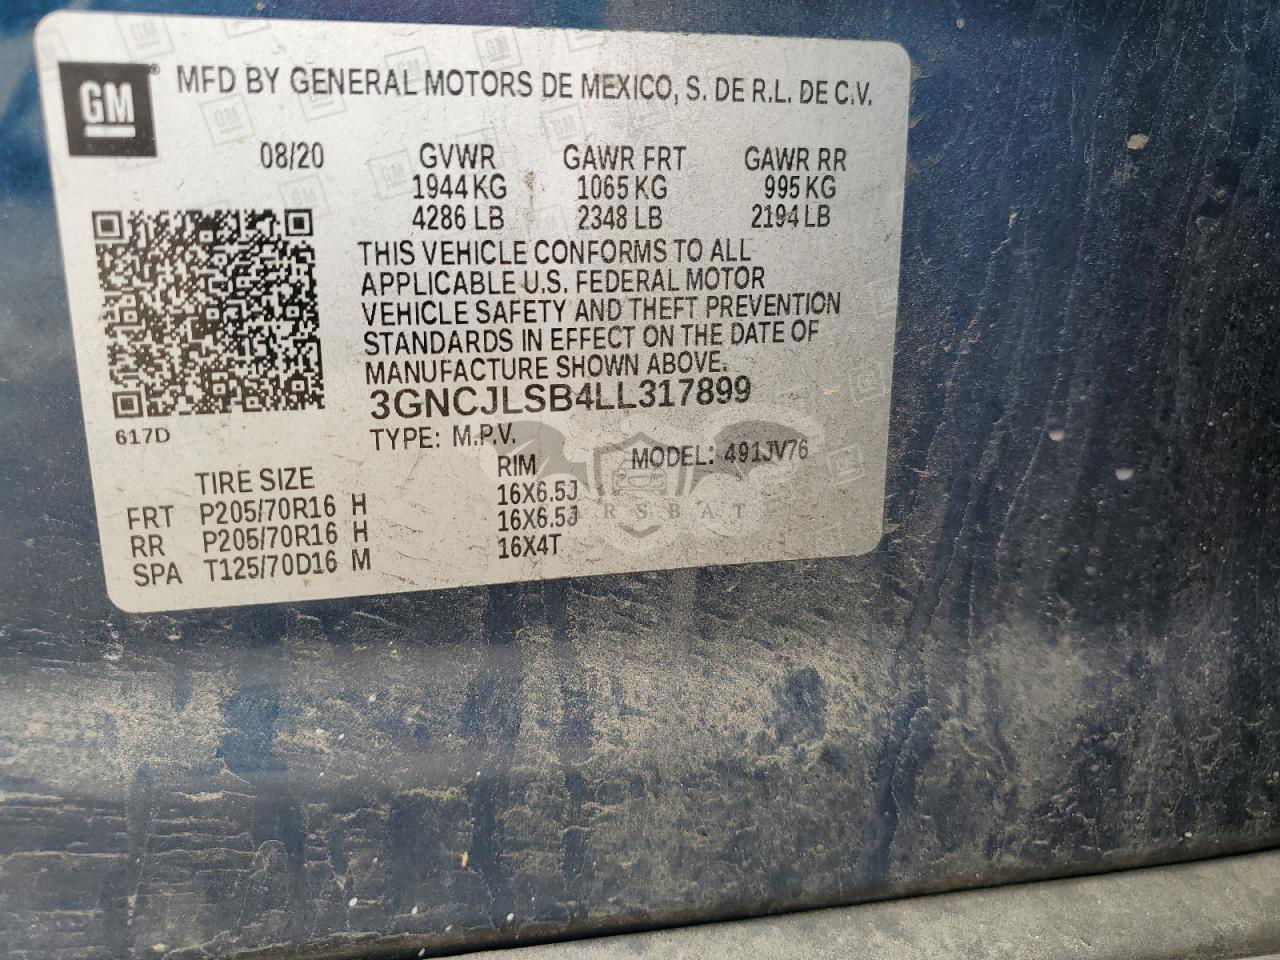 GM
MFD BY GENERAL MOTORS DE MEXICO, S. DE R.L. DE C.V.
08/20 GVWR GAWR FRT GAWR RR
1944 KG 1065 KG 995 KG
4286 LB 2348 LB 2194 LB
THIS VEHICLE CONFORMS TO ALL
APPLICABLE U.S. FEDERAL MOTOR
VEHICLE SAFETY AND THEFT PREVENTION
STANDARDS IN EFFECT ON THE DATE OF
MANUFACTURE SHOWN ABOVE.
3GNCJLSB4LL317899
617D
TYPE: M.P.V. MODEL: 491JV76
TIRE SIZE RIM
FRT P205/70R16 H 16X6.5J
RR P205/70R16 H 16X6.5J
SPA T125/70D16 M 16X4T
RSBAT